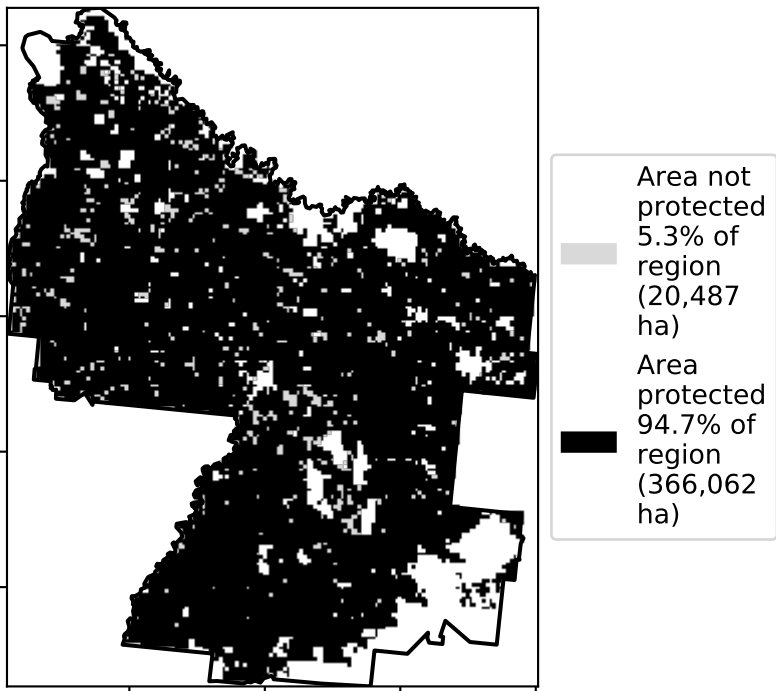 Area not
protected
5.3% of
region
(20,487
ha)
Area
protected
94.7% of
region
(366,062
ha)